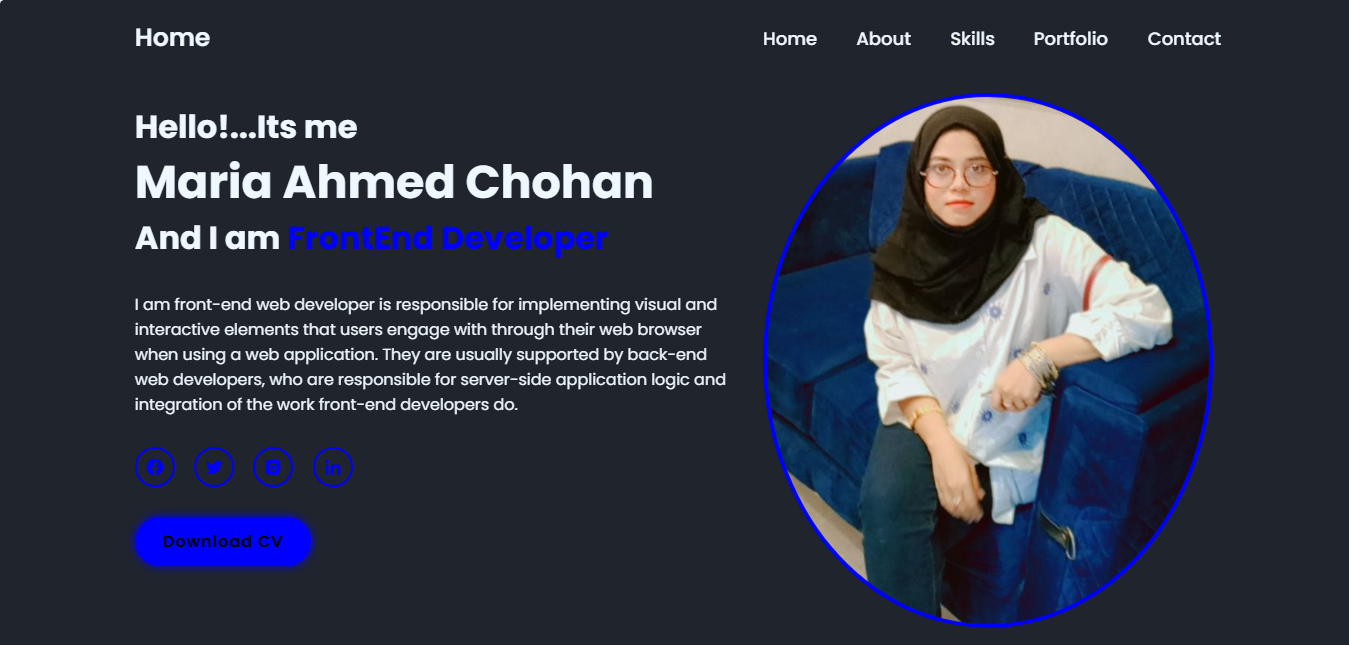 Home
Home About Skills Portfolio Contact
Hello!...Its me
Maria Ahmed Chohan
And I am FrontEnd Developer
I am front-end web developer is responsible for implementing visual and
interactive elements that users engage with through their web browser
when using a web application. They are usually supported by back-end
web developers, who are responsible for server-side application logic and
integration of the work front-end developers do.
Download CV